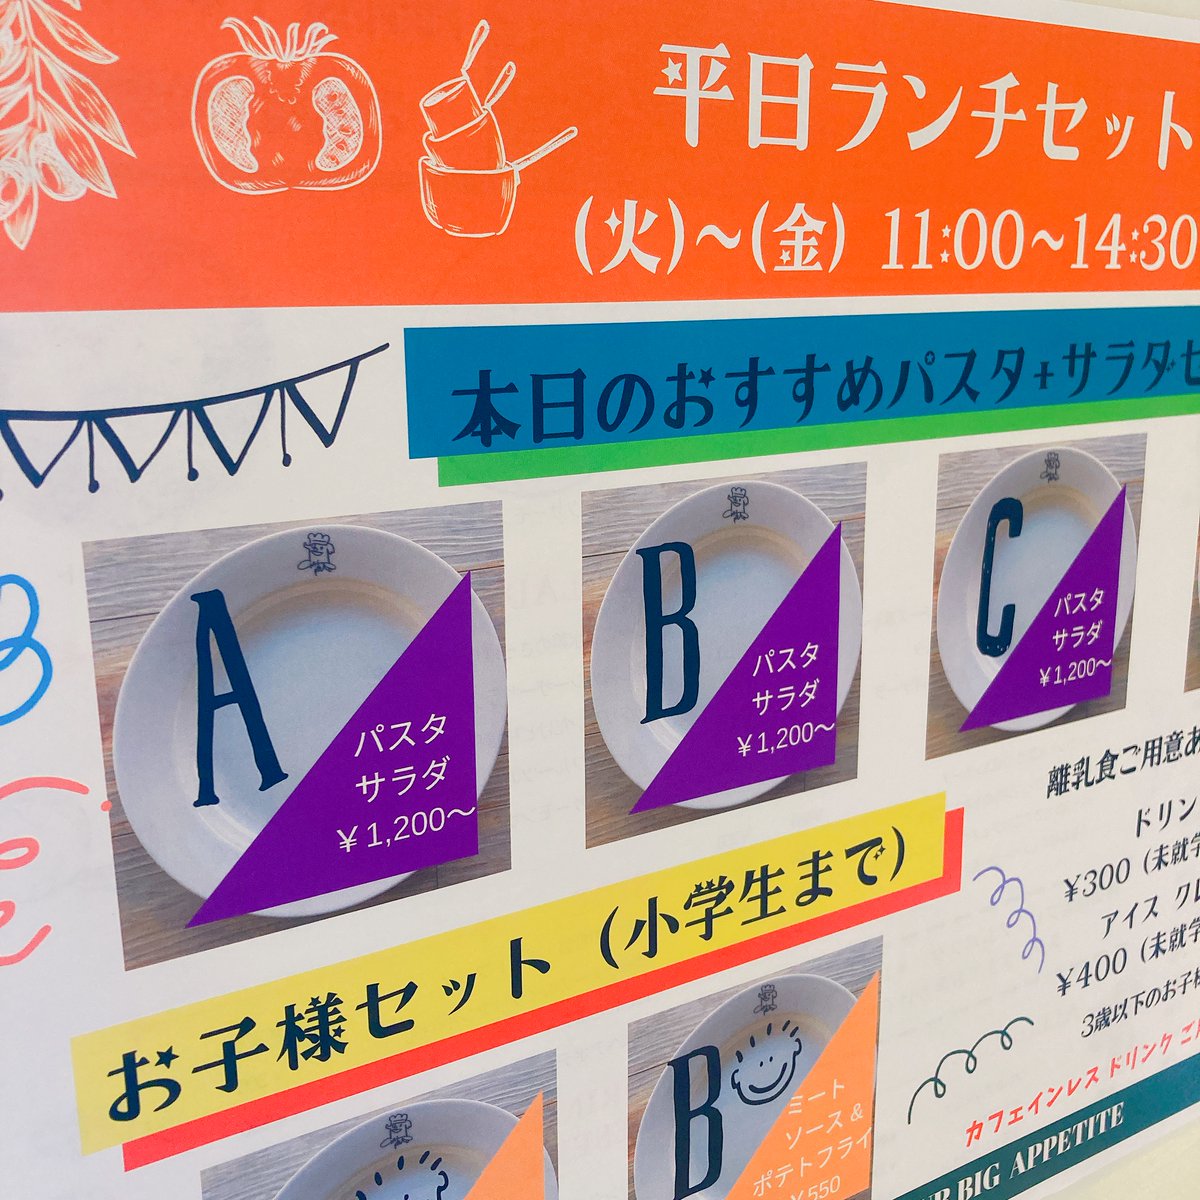 平日ランチセット
(火)～(金) 11:00～14:30
本日のおすすめパスタ+サラダセ
A
パスタ
サラダ
￥1,200～
B
パスタ
サラダ
￥1,200～
C
パスタ
サラダ
￥1,200～
離乳食ご用意あ
ドリン
¥300 (未就学
アイス クレ
¥400 (未就学
3歳以下のお子様
カフェインレスドリンクご用
BIG APPETITE
お子様セット (小学生まで)
B
ミート
ソース &
ポテトフライ
￥550